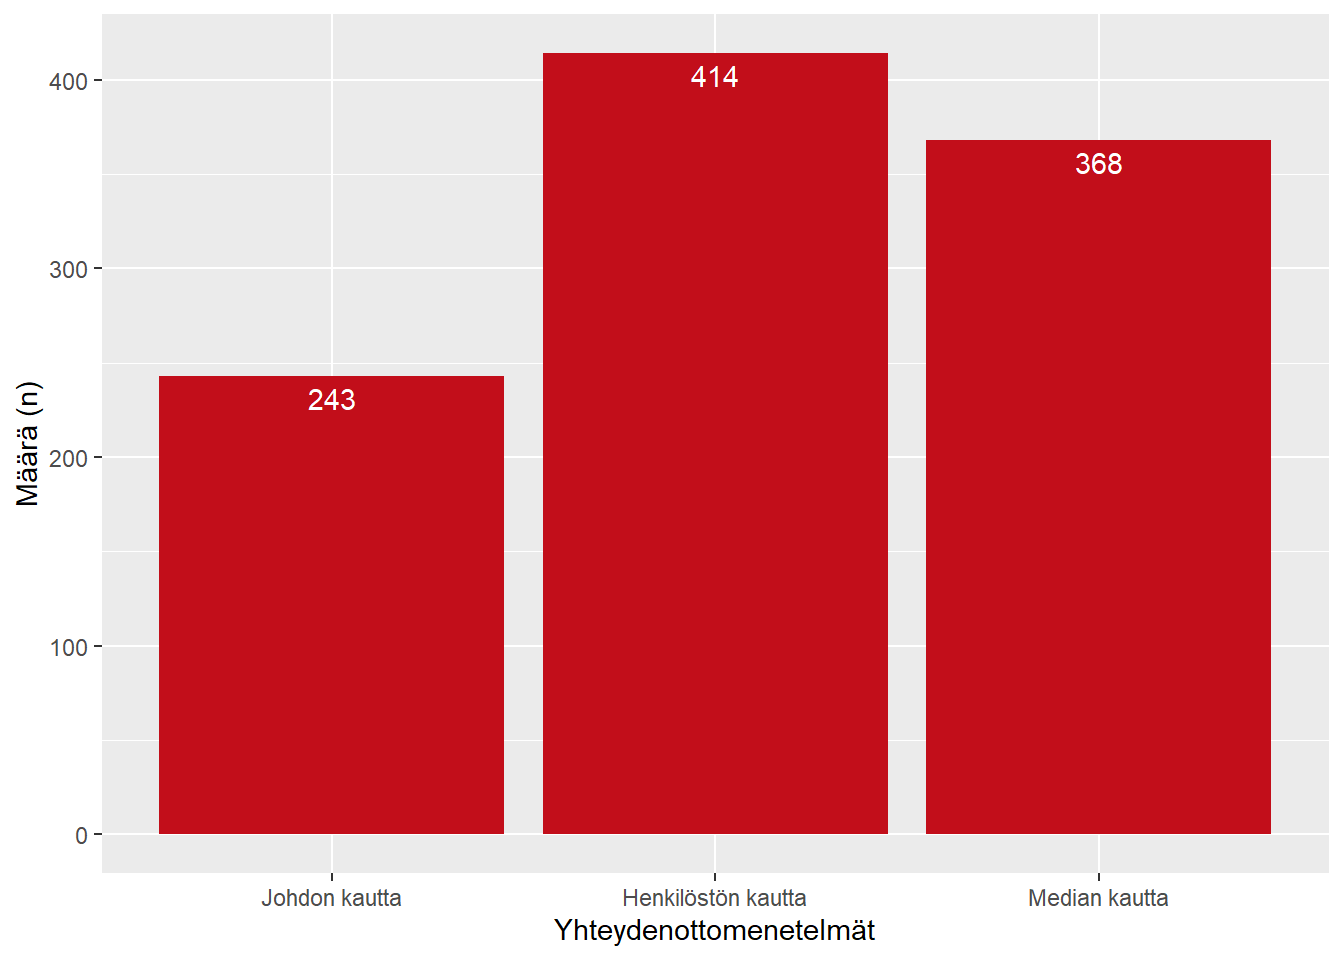 Määrä (n)
400
300
200
100
0
243
414
368
Johdon kautta
Henkilöstön kautta
Median kautta
Yhteydenottomenetelmät